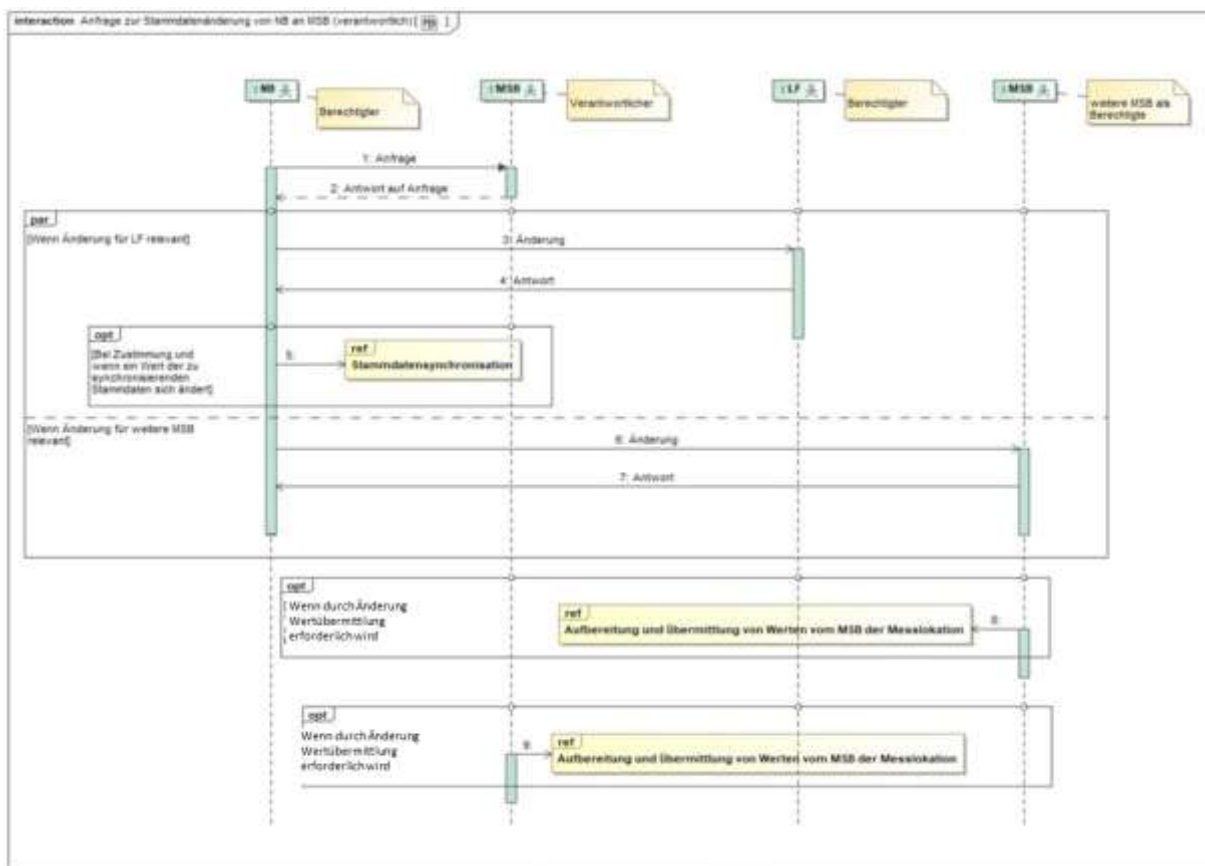 interaction Anfrage zur Stammdatenänderung von NB an MSB (verantwortlich)[ ]
: NB
Berechtigter
: MSB
Verantwortlicher
: LF
Berechtigter
: MSB
weitere MSB als
Berechtigte
1: Anfrage
2: Antwort auf Anfrage
par
[Wenn Änderung für LF relevant]
3: Änderung
4: Antwort
opt
[Bei Zustimmung und
wenn ein Wert der zu
synchronisierenden
Stammdaten sich ändert]
5:
ref
Stammdatensynchronisation
[Wenn Änderung für weitere MSB
relevant]
6: Änderung
7: Antwort
opt
[ Wenn durch Änderung
Wertübermittlung
erforderlich wird
ref
Aufbereitung und Übermittlung von Werten vom MSB der Messlokation
8:
opt
Wenn durch Änderung
Wertübermittlung
erforderlich wird
9:
ref
Aufbereitung und Übermittlung von Werten vom MSB der Messlokation